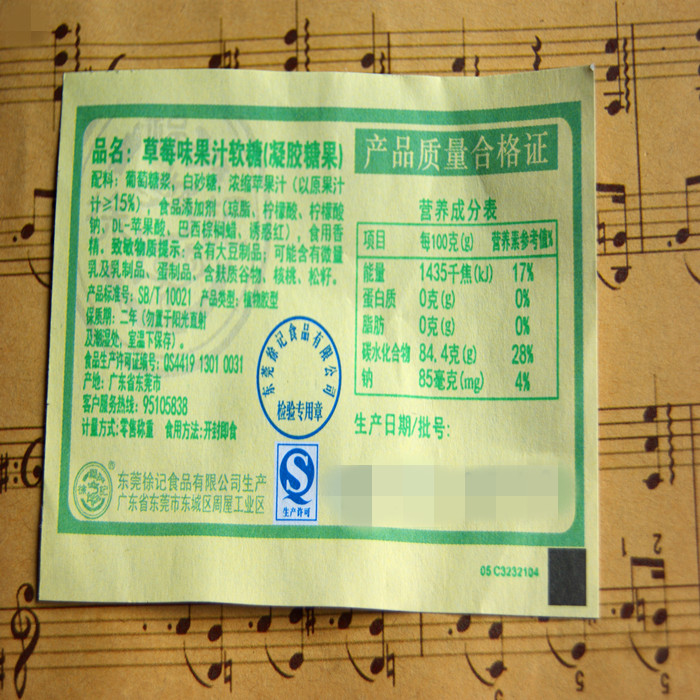 品名：草莓味果汁软糖(凝胶糖果)
配料：葡萄糖浆，白砂糖，浓缩苹果汁（以原果汁
计≥15%），食品添加剂（琼脂、柠檬酸、柠檬酸
钠、DL-苹果酸、巴西棕榈蜡、诱惑红），食用香
精。致敏物质提示：含有大豆制品；可能含有微量
乳及乳制品、蛋制品、含麸质谷物、核桃、松籽。
产品标准号：SB/T 10021 产品类型：植物胶型
保质期：二年（勿置于阳光直射
及潮湿处，室温下保存）。
食品生产许可证编号：QS4419 1301 0031
产地：广东省东莞市
客户服务热线：95105838
计量方式：零售称重 食用方法：开封即食
东莞徐记食品有限公司生产
广东省东莞市东城区周屋工业区
徐记
东莞徐记食品有限公司
检验专用章
生产许可
产品质量合格证
营养成分表
项目 每100克(g) 营养素参考值%
能量 1435千焦(kJ) 17%
蛋白质 0克(g) 0%
脂肪 0克(g) 0%
碳水化合物 84.4克(g) 28%
钠 85毫克(mg) 4%
生产日期/批号：
05 C3232104
1 2
5
5